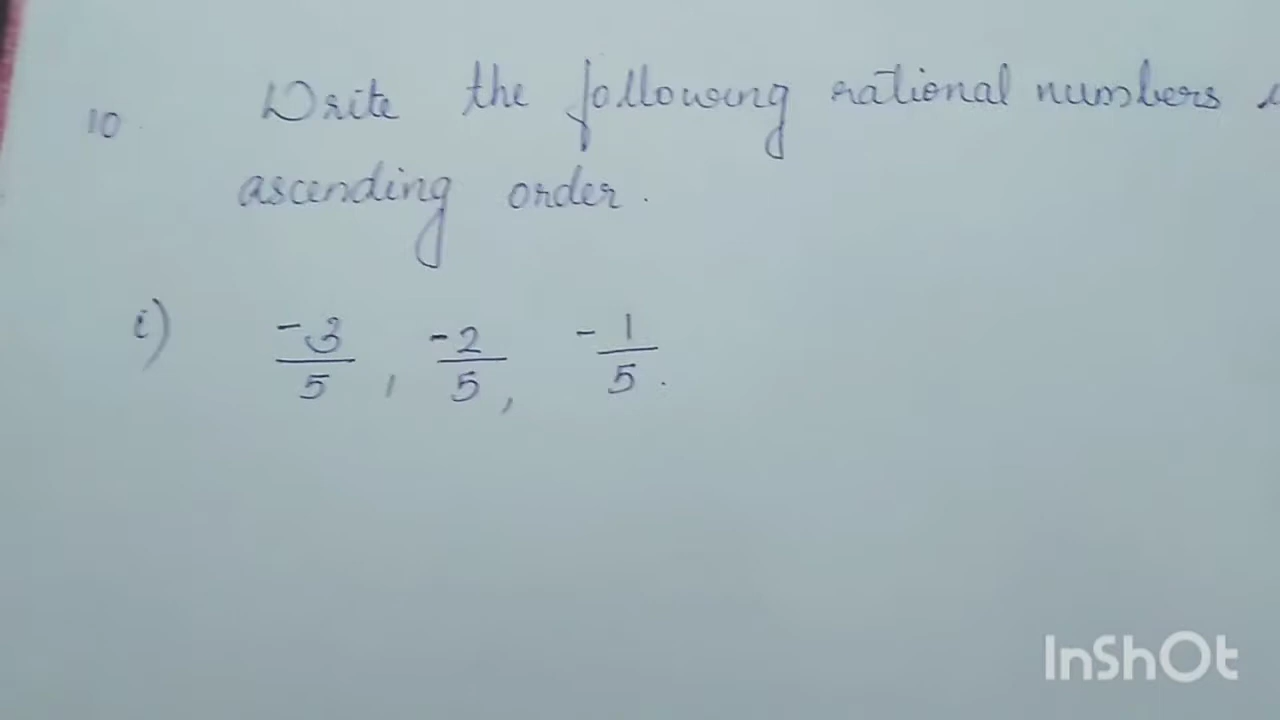 10. Write the following rational numbers
ascending order.
i) -3/5, -2/5, -1/5.
InShOt